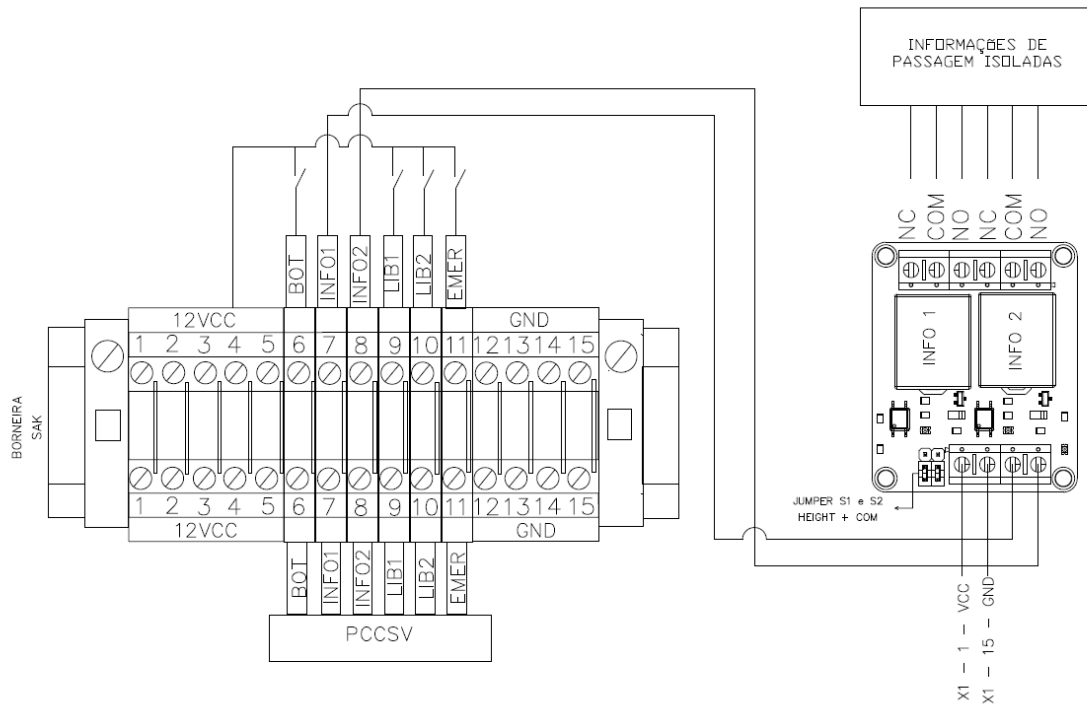 INFORMAÇÕES DE
PASSAGEM ISOLADAS
NC
COM
NO
NC
COM
NO
BOT
INFO1
INFO2
LIB1
LIB2
EMER
12VCC
GND
1 2 3 4 5 6 7 8 9 10 11 12 13 14 15
BORNEIRA
SAK
1 2 3 4 5 6 7 8 9 10 11 12 13 14 15
12VCC
GND
BOT
INFO1
INFO2
LIB1
LIB2
EMER
PCCSV
INFO 1
INFO 2
JUMPER S1 e S2
HEIGHT + COM
X1 - 1 - VCC
X1 - 15 - GND